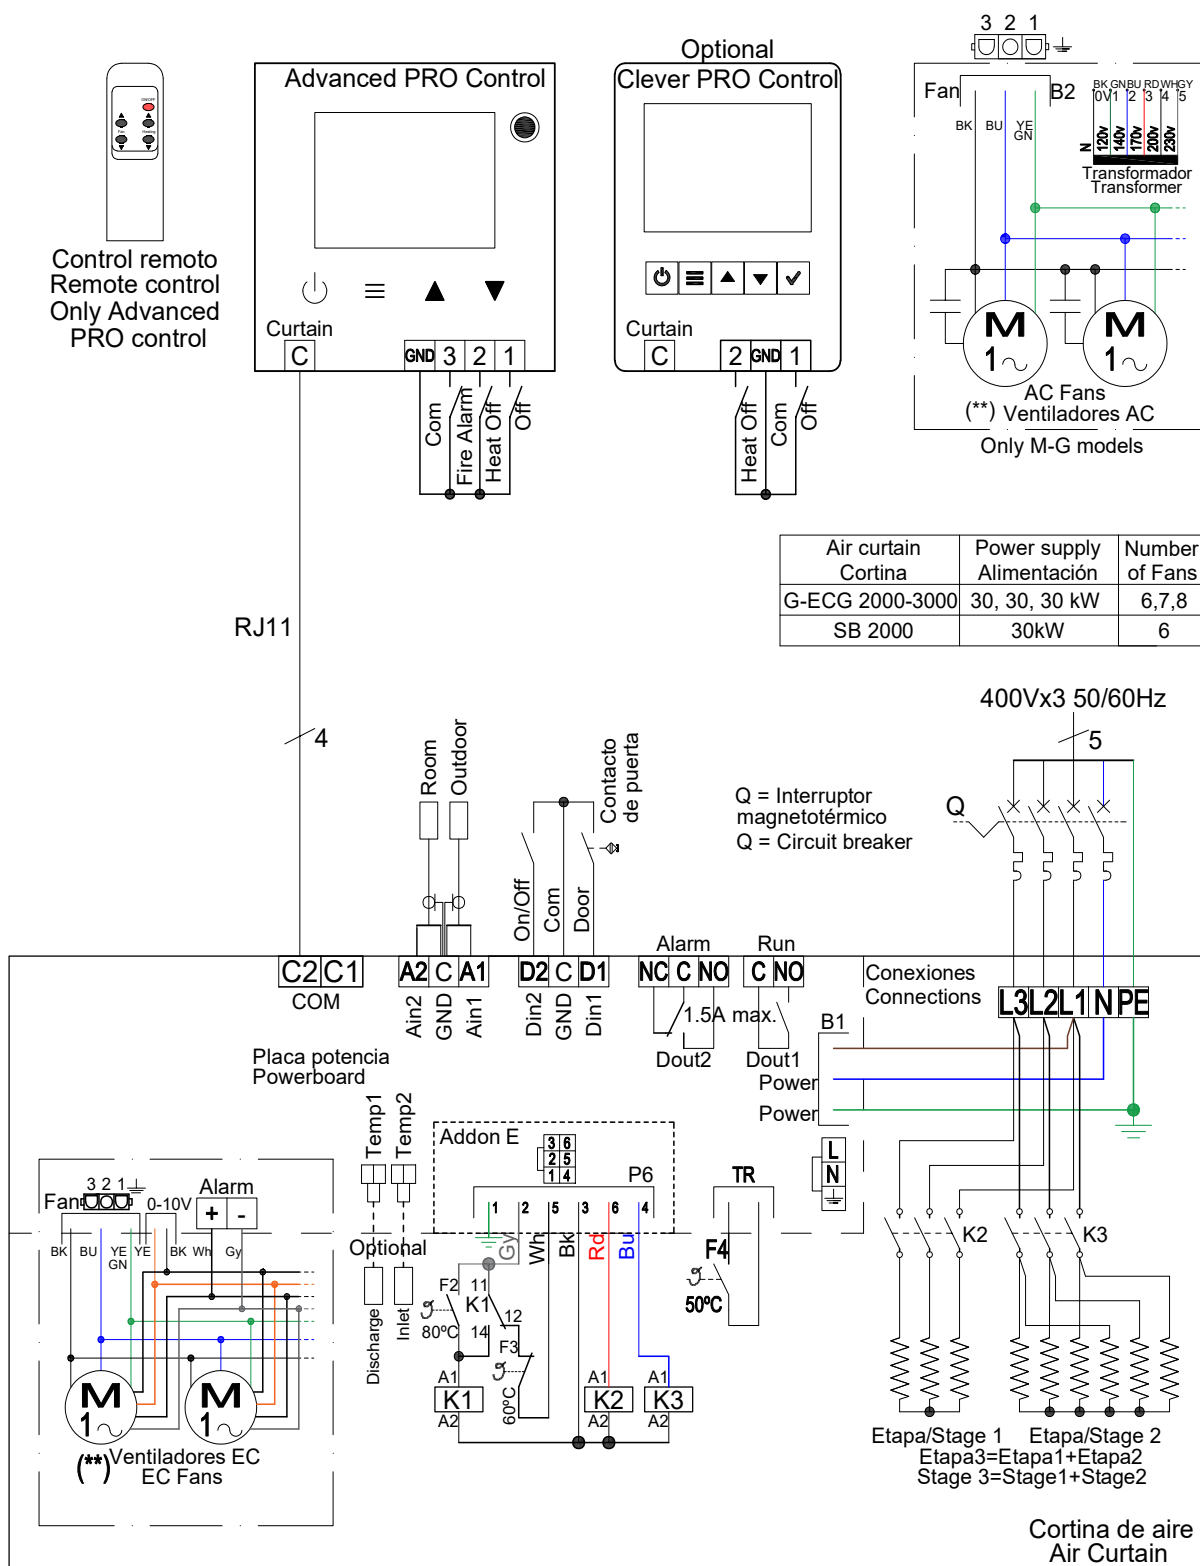 Control remoto
Remote control
Only Advanced
PRO control
ON/OFF
Fan
Heating
Advanced PRO Control
Curtain
C
GND 3 2 1
Com
Fire Alarm
Heat Off
Off
Optional
Clever PRO Control
Curtain
C
2 GND 1
Heat Off
Com
Off
3 2 1
Fan
B2
BK
BU
YE
GN
BK GN BU RD WH GY
0V 1 2 3 4 5
N
120v
140v
170v
200v
230v
Transformador
Transformer
M
1
M
1
AC Fans
(**) Ventiladores AC
Only M-G models
Air curtain
Cortina
Power supply
Alimentación
Number
of Fans
G-ECG 2000-3000 30, 30, 30 kW 6,7,8
SB 2000 30kW 6
RJ11
4
400Vx3 50/60Hz
5
Q
Q = Interruptor
magnetotérmico
Q = Circuit breaker
Room
Outdoor
On/Off
Com
Door
Contacto
de puerta
C2 C1
COM
A2 C A1
Ain2
GND
Ain1
D2 C D1
Din2
GND
Din1
Alarm
NC C NO
1.5A max.
Dout2
Run
C NO
Dout1
Conexiones
Connections
L3 L2 L1 N PE
B1
Power
Power
L
N
Placa potencia
Powerboard
Temp1
Temp2
Optional
Discharge
Inlet
Addon E
3 6
2 5
1 4
P6
1 2 5 3 6 4
Gy
Wh
Bk
Rd
Bu
F2
80ºC
11
K1
12
14
F3
60ºC
A1
K1
A2
A1
K2
A2
A1
K3
A2
TR
F4
50ºC
K2
K3
Etapa/Stage 1
Etapa/Stage 2
Etapa3=Etapa1+Etapa2
Stage 3=Stage1+Stage2
Fan
3 2 1
0-10V
Alarm
+ -
BK
BU
YE
GN
YE
BK
Wh
Gy
M
1
M
1
(**) Ventiladores EC
EC Fans
Cortina de aire
Air Curtain